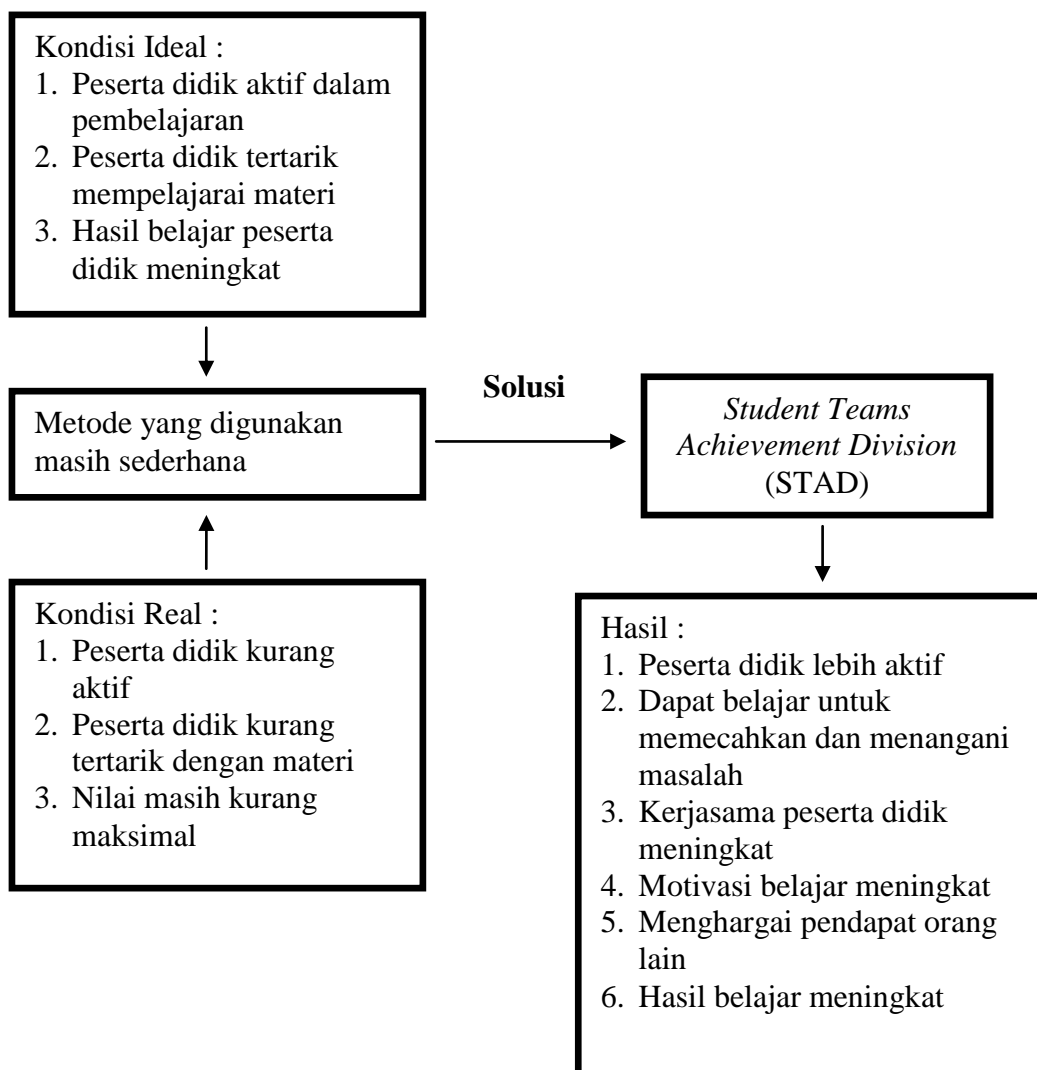 Kondisi Ideal :
1. Peserta didik aktif dalam
pembelajaran
2. Peserta didik tertarik
mempelajarai materi
3. Hasil belajar peserta
didik meningkat
Metode yang digunakan
masih sederhana
Solusi
Student Teams
Achievement Division
(STAD)
Kondisi Real :
1. Peserta didik kurang
aktif
2. Peserta didik kurang
tertarik dengan materi
3. Nilai masih kurang
maksimal
Hasil :
1. Peserta didik lebih aktif
2. Dapat belajar untuk
memecahkan dan menangani
masalah
3. Kerjasama peserta didik
meningkat
4. Motivasi belajar meningkat
5. Menghargai pendapat orang
lain
6. Hasil belajar meningkat